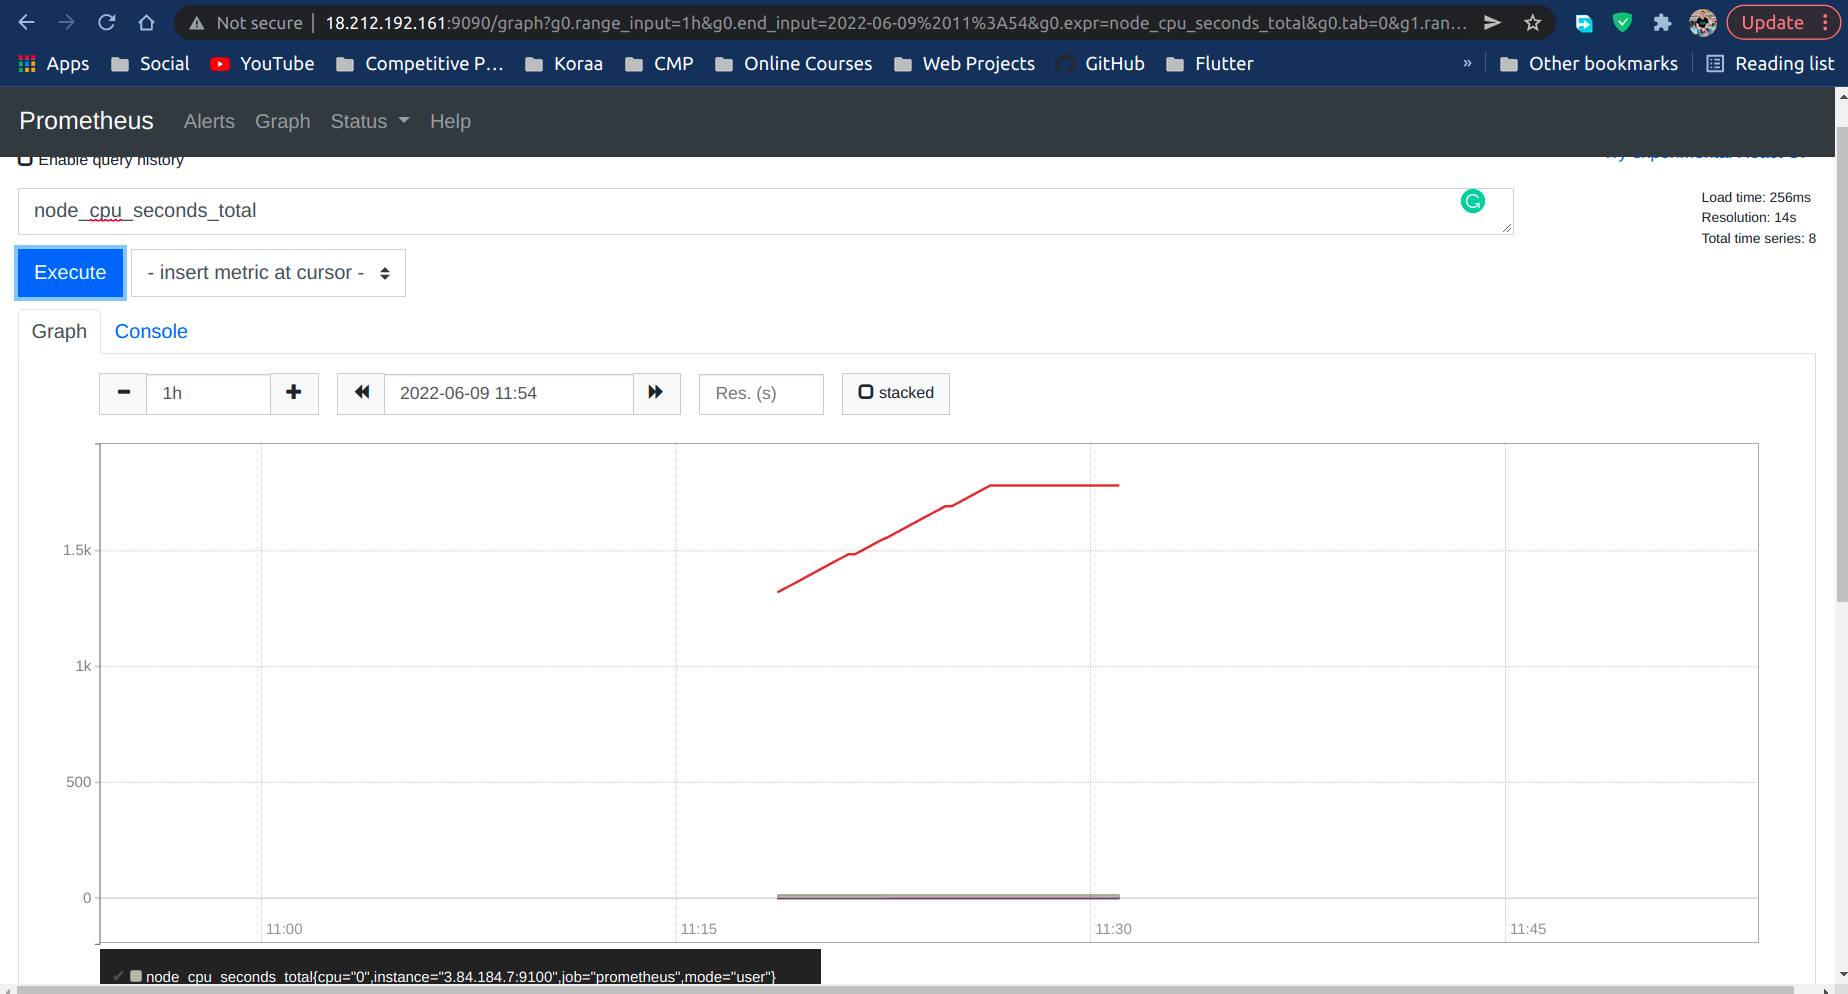 Not secure | 18.212.192.161:9090/graph?g0.range_input=1h&g0.end_input=2022-06-09%2011%3A54&g0.expr=node_cpu_seconds_total&g0.tab=0&g1.ran... Update
Apps Social YouTube Competitive P... Koraa CMP Online Courses Web Projects GitHub Flutter » Other bookmarks Reading list
Prometheus Alerts Graph Status Help
Enable query history
node_cpu_seconds_total
Load time: 256ms
Resolution: 14s
Total time series: 8
Execute - insert metric at cursor -
Graph Console
1h 2022-06-09 11:54 Res. (s) stacked
1.5k
1k
500
0
11:00 11:15 11:30 11:45
node_cpu_seconds_total{cpu="0",instance="3.84.184.7:9100",job="prometheus",mode="user"}